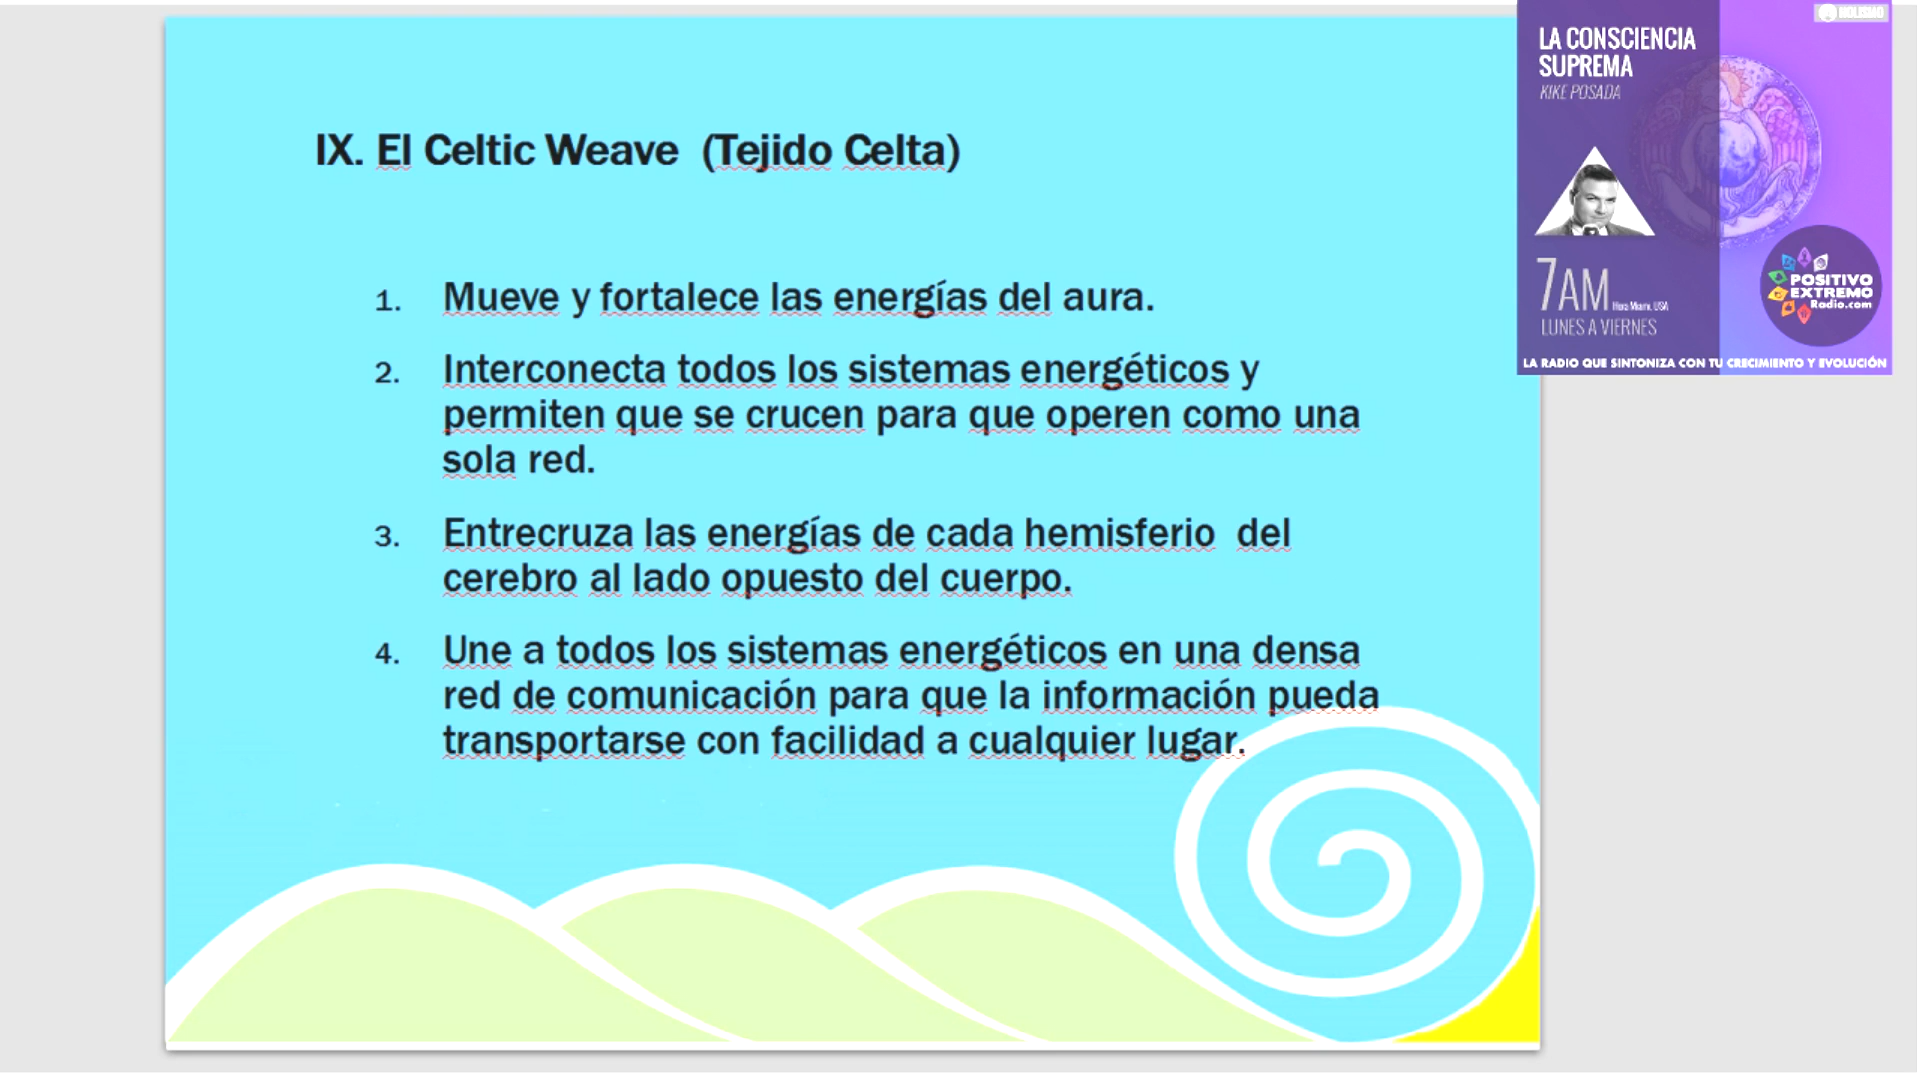 IX. El Celtic Weave (Tejido Celta)
1. Mueve y fortalece las energías del aura.
2. Interconecta todos los sistemas energéticos y
permiten que se crucen para que operen como una
sola red.
3. Entrecruza las energías de cada hemisferio del
cerebro al lado opuesto del cuerpo.
4. Une a todos los sistemas energéticos en una densa
red de comunicación para que la información pueda
transportarse con facilidad a cualquier lugar.
LA CONSCIENCIA
SUPREMA
KIKE POSADA
7AM Hora Miami, USA
LUNES A VIERNES
POSITIVO
EXTREMO
Radio.com
LA RADIO QUE SINTONIZA CON TU CRECIMIENTO Y EVOLUCIÓN